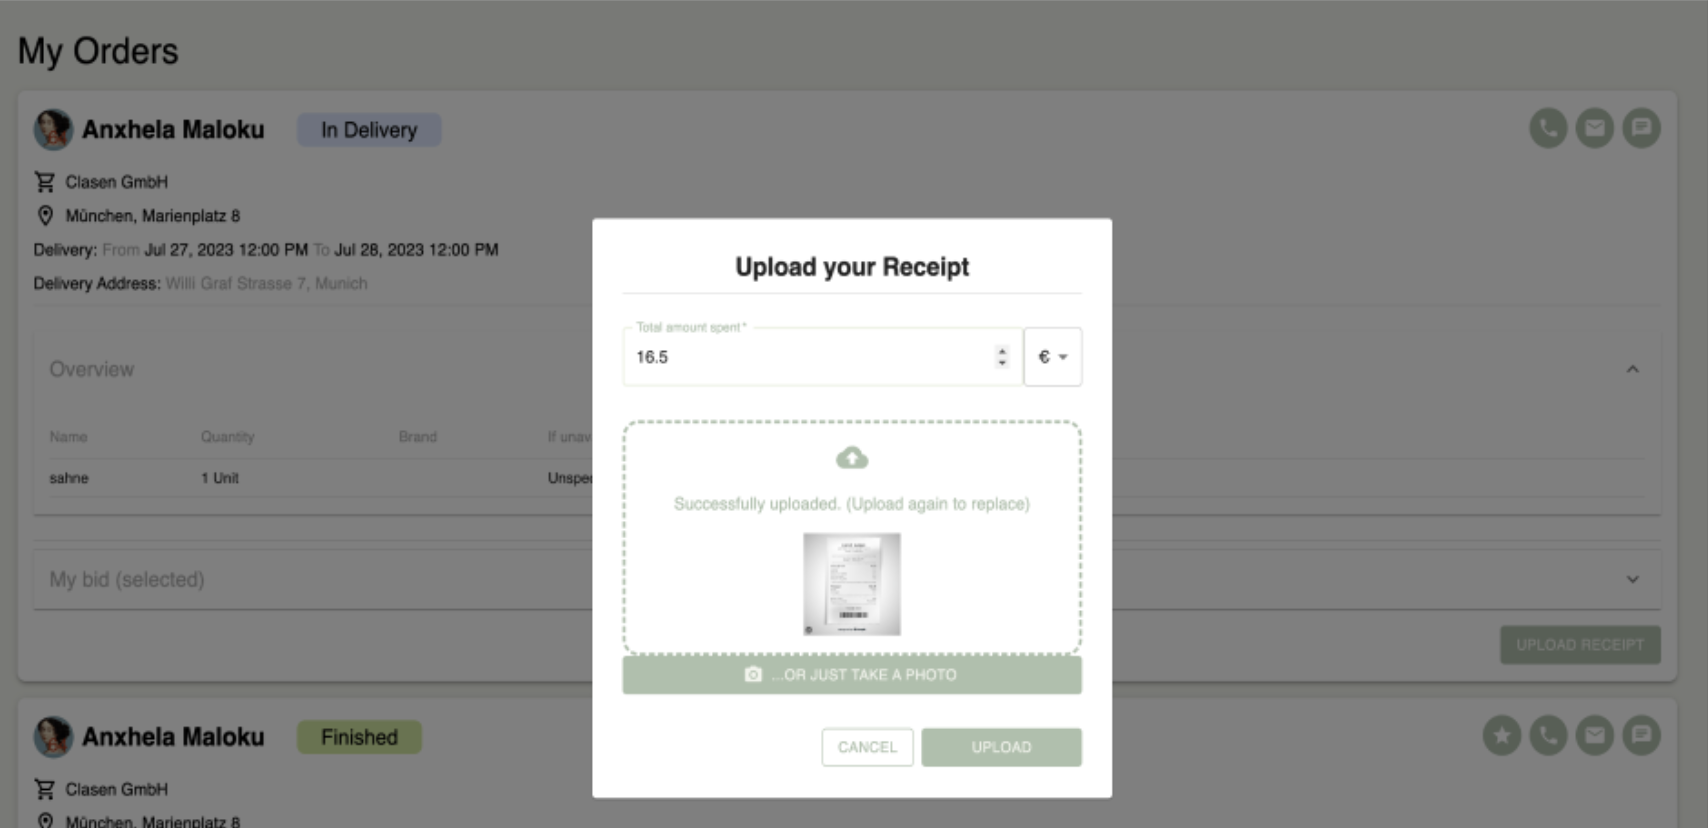 My Orders
Anxhela Maloku In Delivery
Clasen GmbH
München, Marienplatz 8
Delivery: From Jul 27, 2023 12:00 PM To Jul 28, 2023 12:00 PM
Delivery Address: Willi Graf Strasse 7, Munich
Overview
Name Quantity Brand If unav
sahne 1 Unit Unspe
My bid (selected)
UPLOAD RECEIPT
Upload your Receipt
Total amount spent*
16.5 €
Successfully uploaded. (Upload again to replace)
...OR JUST TAKE A PHOTO
CANCEL UPLOAD
Anxhela Maloku Finished
Clasen GmbH
München, Marienplatz 8